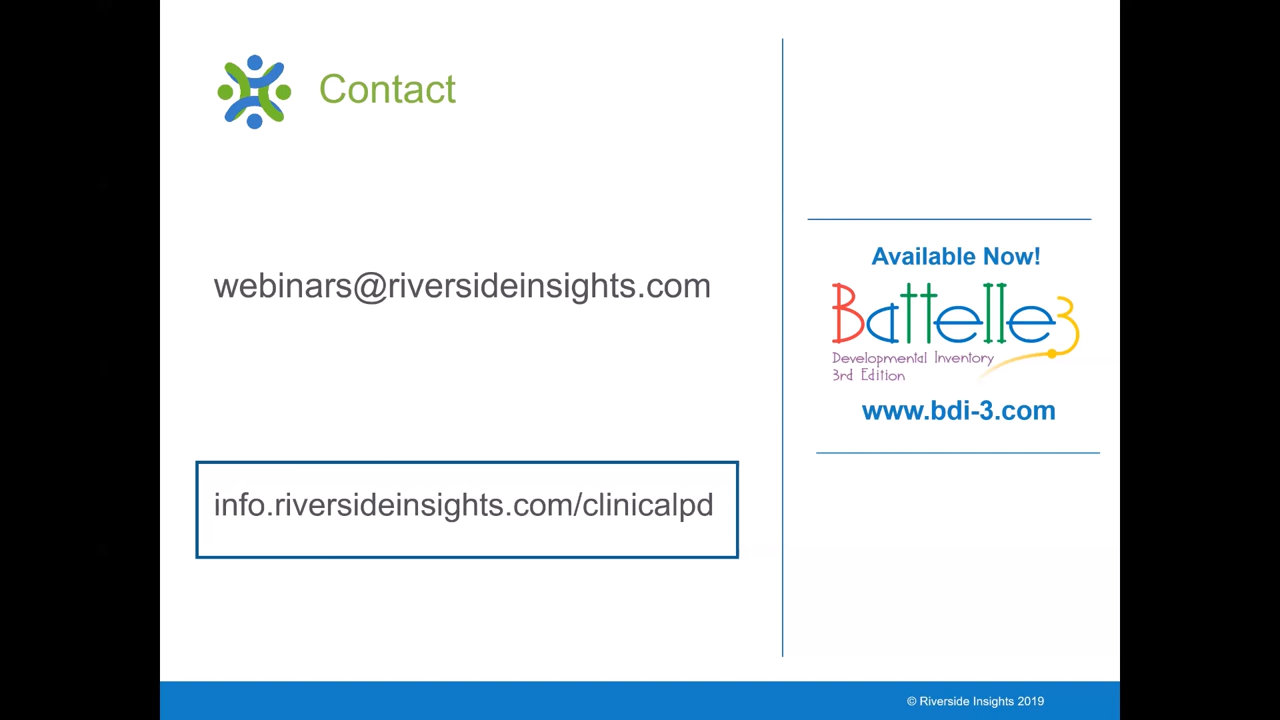 Contact
webinars@riversideinsights.com
info.riversideinsights.com/clinicalpd
Available Now!
Battelle3
Developmental Inventory
3rd Edition
www.bdi-3.com
© Riverside Insights 2019